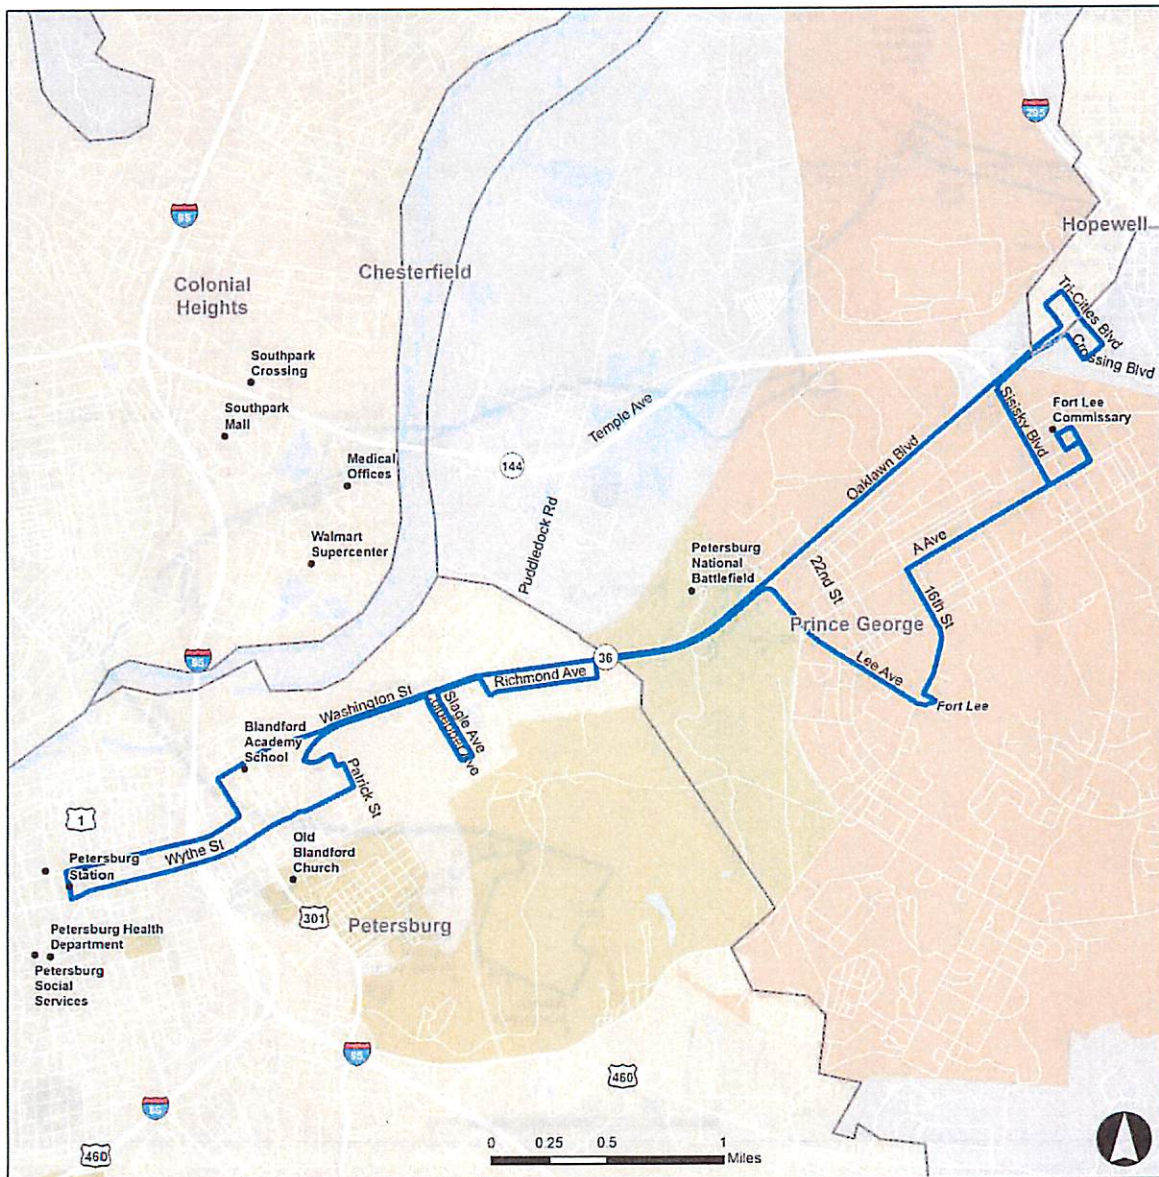 295
Hopewell
95
Chesterfield
Colonial
Heights
Tri-Cities Blvd
Crossing Blvd
Southpark
Crossing
Fort Lee
Commissary
Sisisky Blvd
Southpark
Mall
Temple Ave
Oaklawn Blvd
Medical
Offices
144
Puddledock Rd
Walmart
Supercenter
A Ave
Petersburg
National
Battlefield
22nd St
16th St
Prince George
95
36
Lee Ave
Richmond Ave
Fort Lee
Washington St
Slagle Ave
Blandford
Academy
School
Patrick St
1
Wythe St
Petersburg
Station
Old
Blandford
Church
301
Petersburg
Petersburg Health
Department
Petersburg
Social
Services
95
460
460
0 0.25 0.5 1
Miles